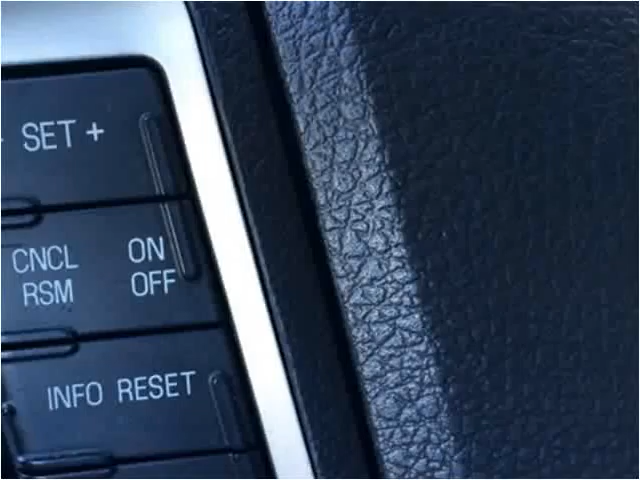 - SET +
CNCL ON
RSM OFF
INFO RESET